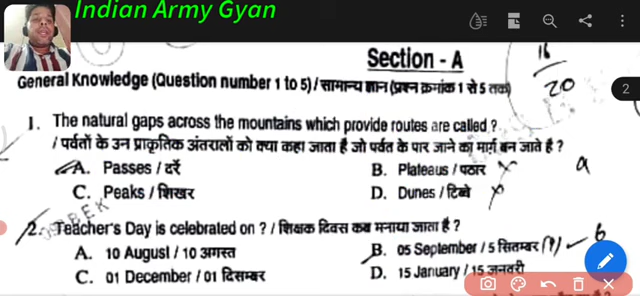 Indian Army Gyan
Section - A
16
20
General Knowledge (Question number 1 to 5) / सामान्य ज्ञान (प्रश्न क्रमांक 1 से 5 तक)
2
1. The natural gaps across the mountains which provide routes are called ?
/ पर्वतों के उन प्राकृतिक अंतरालों को क्या कहा जाता है जो पर्वत के पार जाने का मार्ग बन जाते है ?
A. Passes / दर्रे
B. Plateaus / पठार
a
C. Peaks / शिखर
D. Dunes / टिब्बे
2. Teacher's Day is celebrated on ? / शिक्षक दिवस कब मनाया जाता है ?
A. 10 August / 10 अगस्त
B. 05 September / 5 सितम्बर (?)
6
C. 01 December / 01 दिसम्बर
D. 15 January / 15 जनवरी